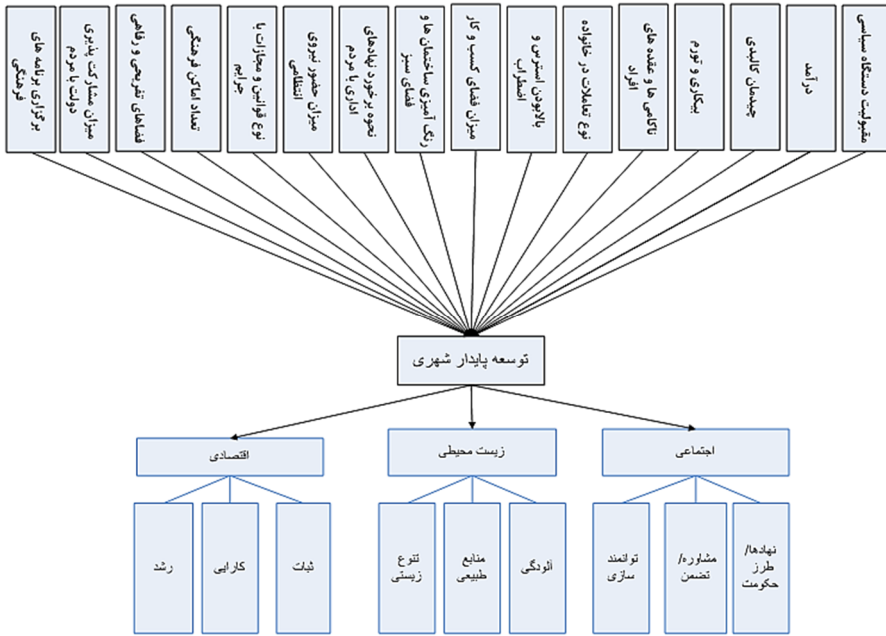 مقبولیت دستگاه سیاسی
درآمد
چیدمان کالبدی
بیکاری و تورم
ناکامی ها و عقده های
افراد
نوع تعاملات در خانواده
بالابودن استرس و
اضطراب
میزان فضای کسب و کار
رنگ آمیزی ساختمان ها و
فضای سبز
نحوه برخورد نهادهای
اداری با مردم
میزان حضور نیروی
انتظامی
نوع قوانین و مجازات با
جرایم
تعداد اماکن فرهنگی
فضاهای تفریحی و رفاهی
میزان مشارکت پذیری
دولت با مردم
برگزاری برنامه های
فرهنگی
توسعه پایدار شهری
اجتماعی
زیست محیطی
اقتصادی
نهادها/
طرز
حکومت
مشاوره/
تضمن
توانمند
سازی
آلودگی
منابع
طبیعی
تنوع
زیستی
ثبات
کارایی
رشد